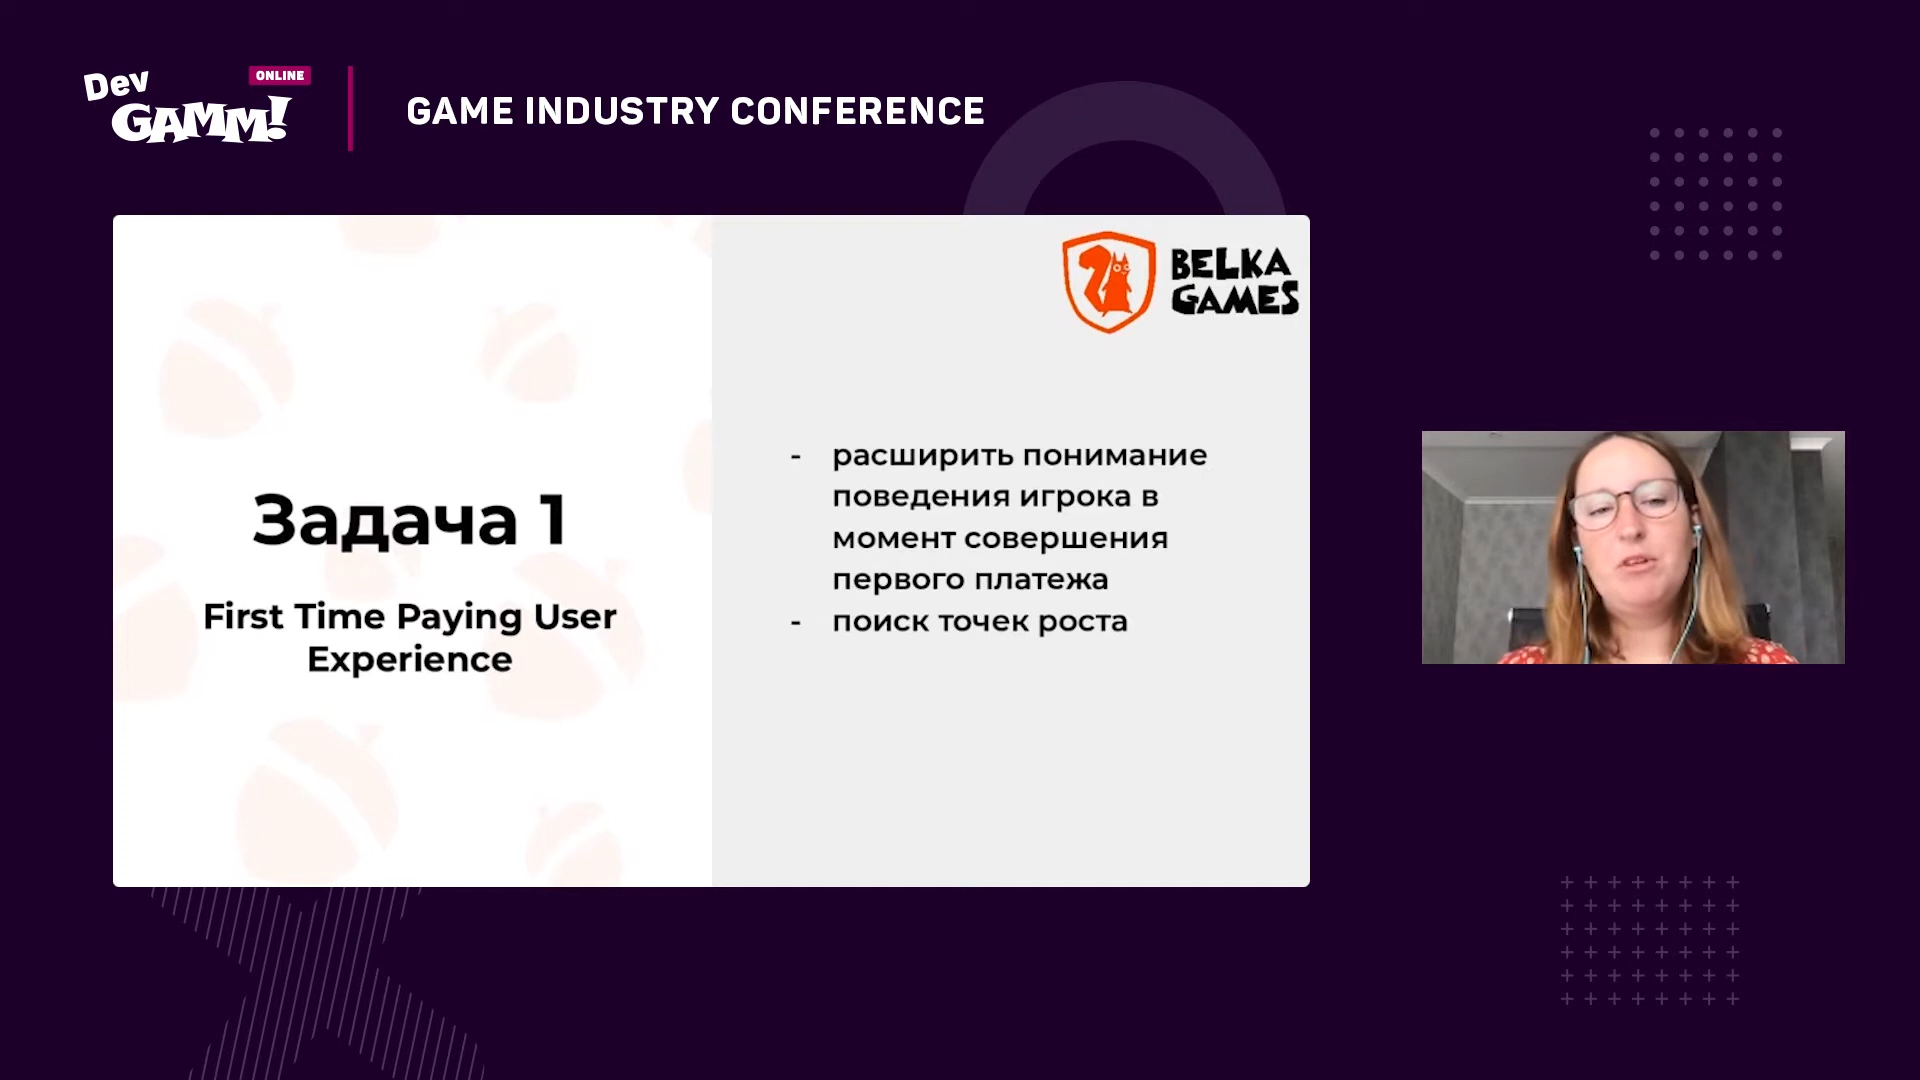 Dev
GAMM!
ONLINE
GAME INDUSTRY CONFERENCE
BELKA
GAMES
Задача 1
First Time Paying User
Experience
- расширить понимание
поведения игрока в
момент совершения
первого платежа
- поиск точек роста